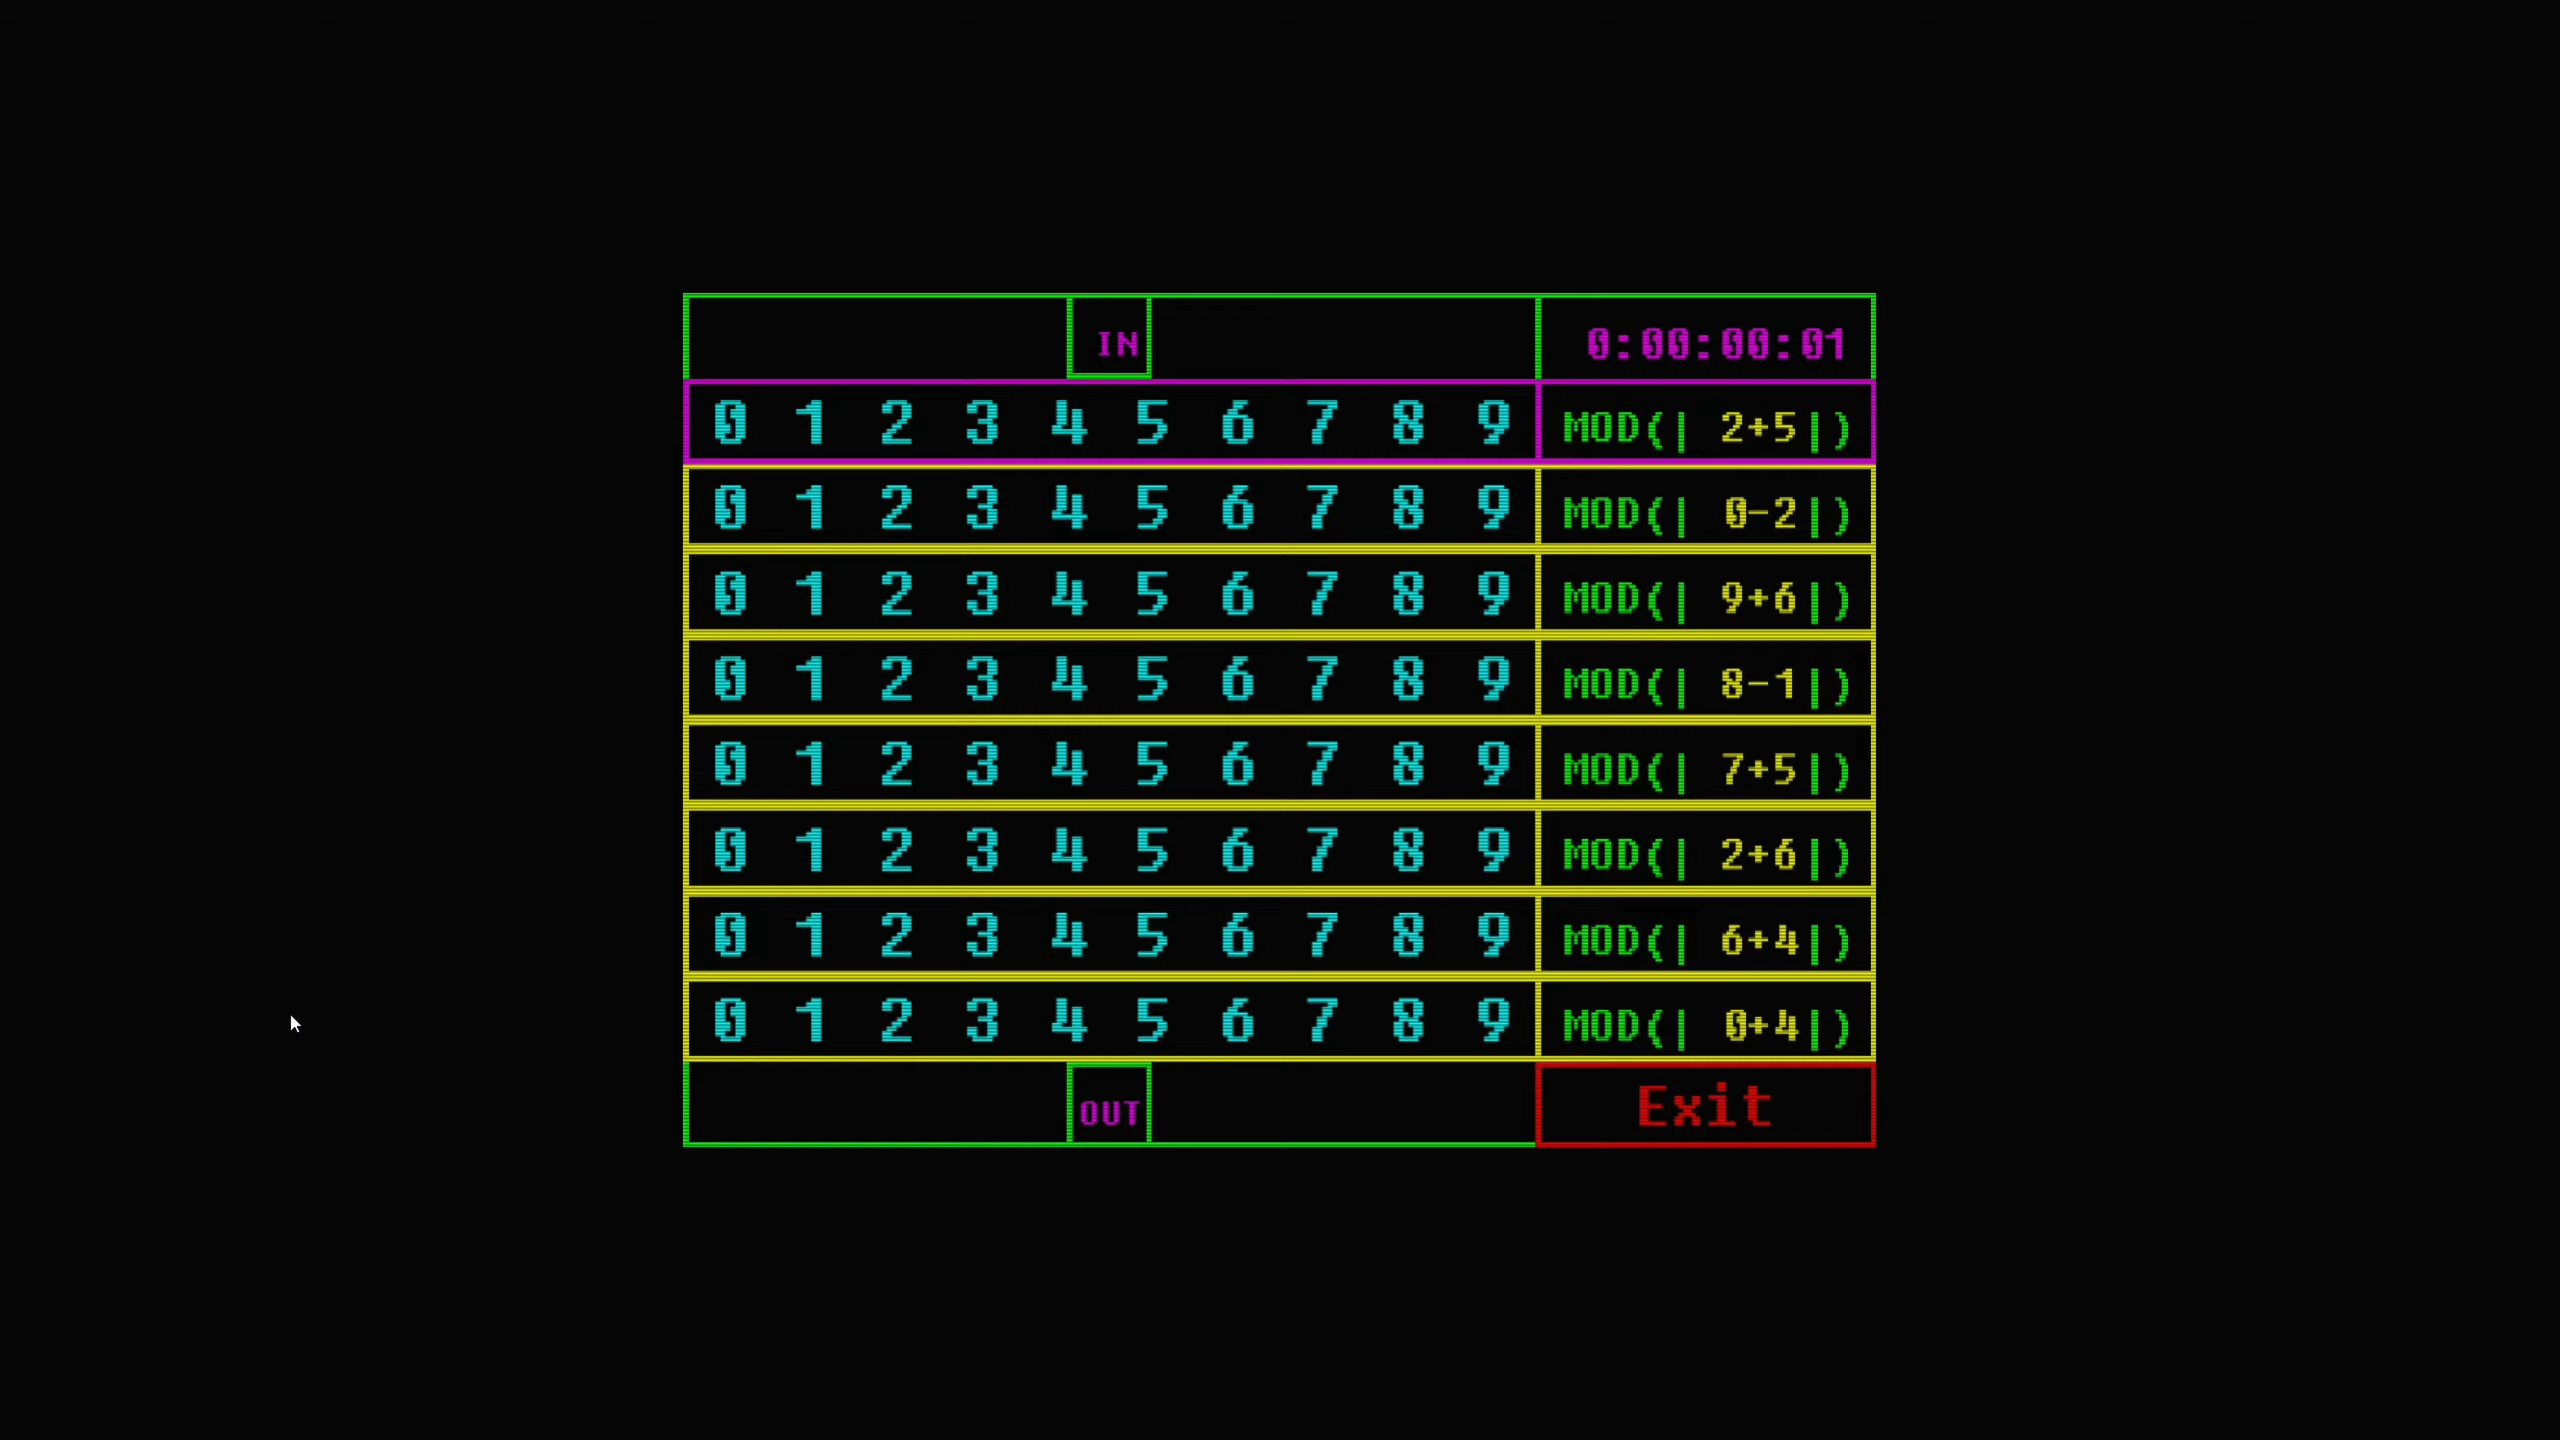 IN 0:00:00:01
0 1 2 3 4 5 6 7 8 9 MOD(| 2+5|)
0 1 2 3 4 5 6 7 8 9 MOD(| 0-2|)
0 1 2 3 4 5 6 7 8 9 MOD(| 9+6|)
0 1 2 3 4 5 6 7 8 9 MOD(| 8-1|)
0 1 2 3 4 5 6 7 8 9 MOD(| 7+5|)
0 1 2 3 4 5 6 7 8 9 MOD(| 2+6|)
0 1 2 3 4 5 6 7 8 9 MOD(| 6+4|)
0 1 2 3 4 5 6 7 8 9 MOD(| 0+4|)
OUT Exit